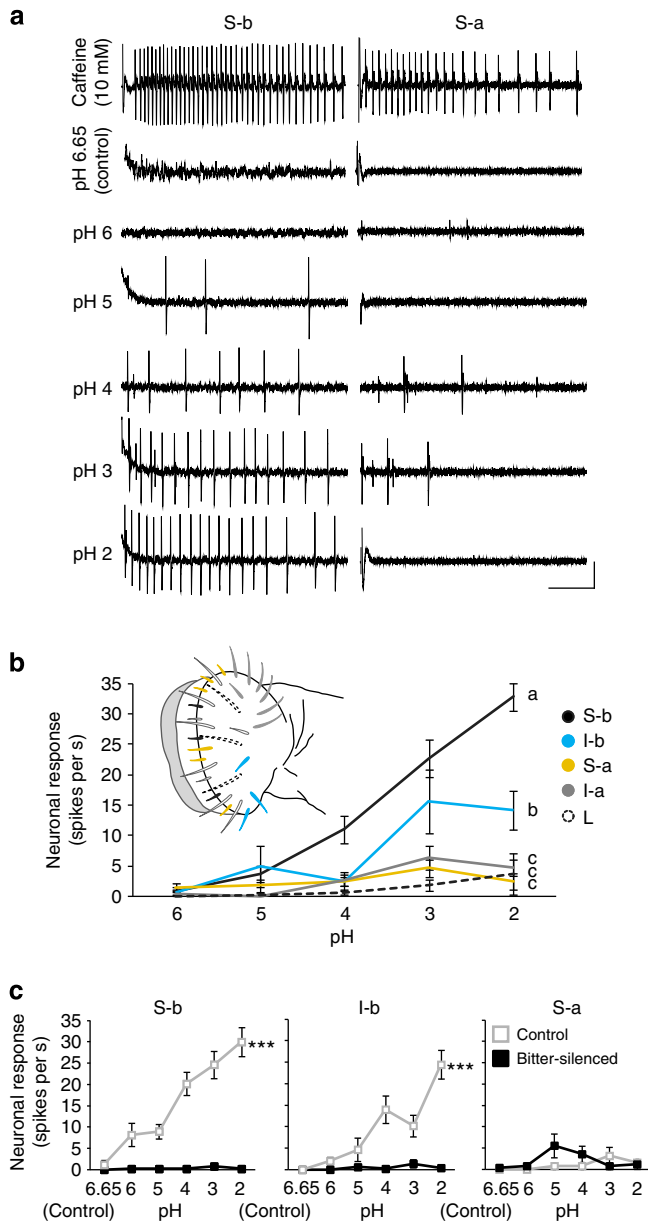 a
S-b S-a
Caffeine
(10 mM)
pH 6.65
(control)
pH 6
pH 5
pH 4
pH 3
pH 2
b
Neuronal response
(spikes per s)
35
30
25
20
15
10
5
0
6 5 4 3 2
pH
a
b
c
c
c
S-b
I-b
S-a
I-a
L
c
S-b I-b S-a
Neuronal response
(spikes per s)
35
30
25
20
15
10
5
0
***
***
Control
Bitter-silenced
6.65 6 5 4 3 2 6.65 6 5 4 3 2 6.65 6 5 4 3 2
(Control) pH (Control) pH (Control) pH